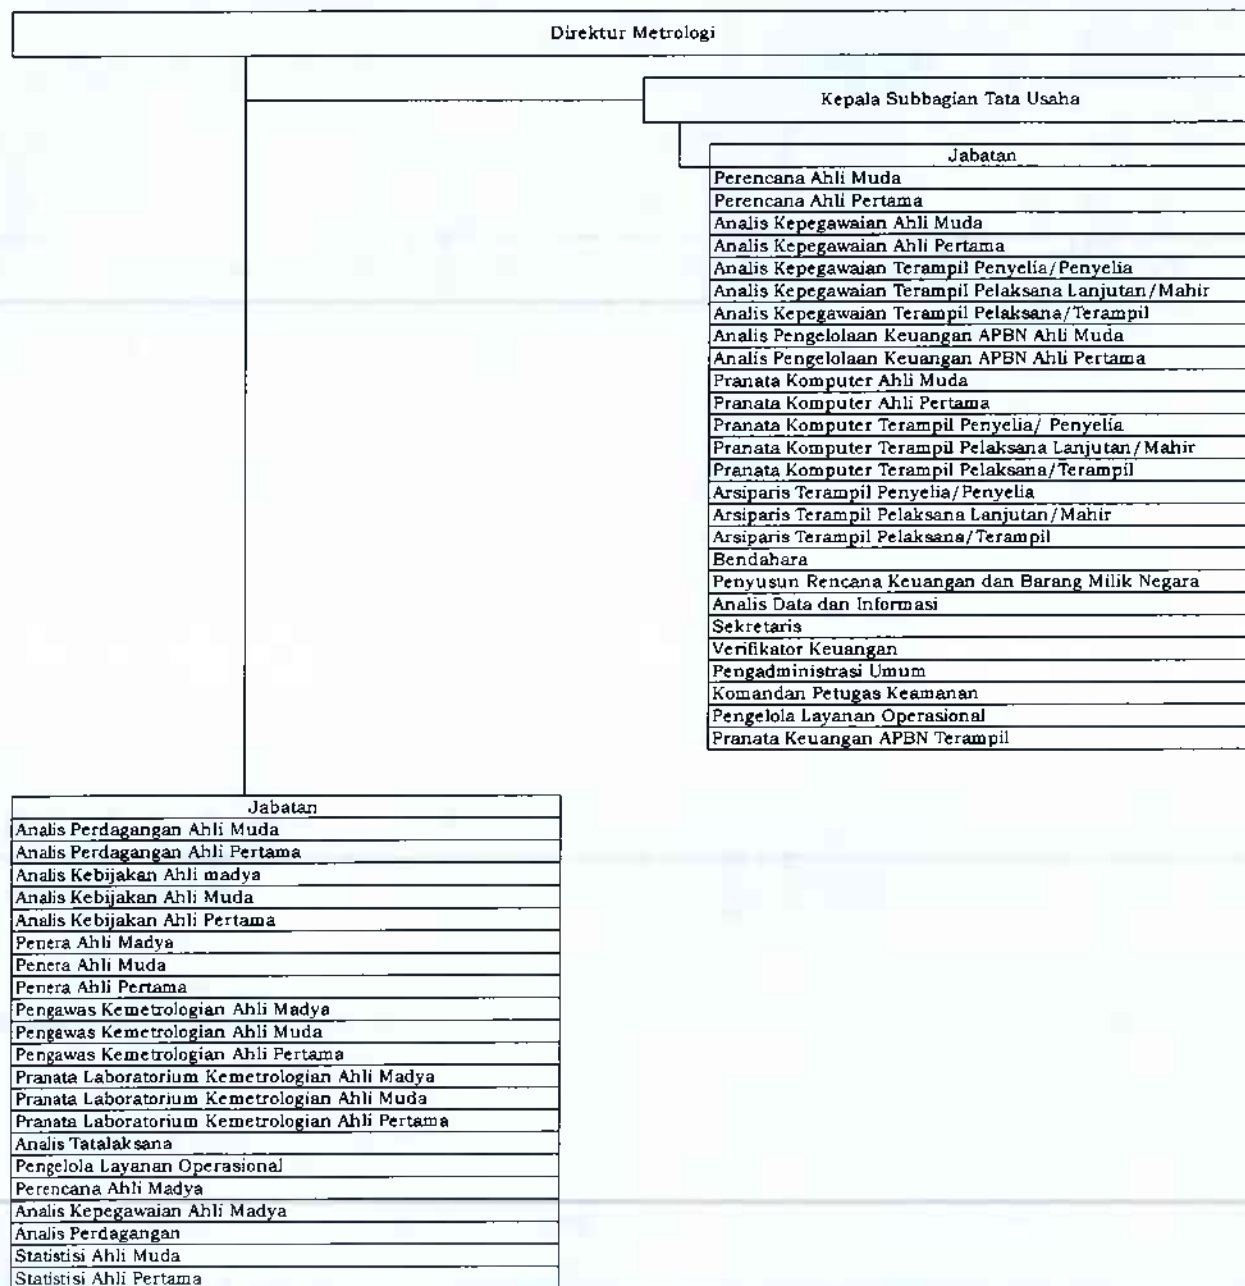 Direktur Metrologi
Kepala Subbagian Tata Usaha
Jabatan
Perencana Ahli Muda
Perencana Ahli Pertama
Analis Kepegawaian Ahli Muda
Analis Kepegawaian Ahli Pertama
Analis Kepegawaian Terampil Penyelia/Penyelia
Analis Kepegawaian Terampil Pelaksana Lanjutan/Mahir
Analis Kepegawaian Terampil Pelaksana/Terampil
Analis Pengelolaan Keuangan APBN Ahli Muda
Analis Pengelolaan Keuangan APBN Ahli Pertama
Pranata Komputer Ahli Muda
Pranata Komputer Ahli Pertama
Pranata Komputer Terampil Penyelia/ Penyelia
Pranata Komputer Terampil Pelaksana Lanjutan/Mahir
Pranata Komputer Terampil Pelaksana/Terampil
Arsiparis Terampil Penyelia/Penyelia
Arsiparis Terampil Pelaksana Lanjutan/Mahir
Arsiparis Terampil Pelaksana/Terampil
Bendahara
Penyusun Rencana Keuangan dan Barang Milik Negara
Analis Data dan Informasi
Sekretaris
Verifikator Keuangan
Pengadministrasi Umum
Komandan Petugas Keamanan
Pengelola Layanan Operasional
Pranata Keuangan APBN Terampil
Jabatan
Analis Perdagangan Ahli Muda
Analis Perdagangan Ahli Pertama
Analis Kebijakan Ahli madya
Analis Kebijakan Ahli Muda
Analis Kebijakan Ahli Pertama
Penera Ahli Madya
Penera Ahli Muda
Penera Ahli Pertama
Pengawas Kemetrologian Ahli Madya
Pengawas Kemetrologian Ahli Muda
Pengawas Kemetrologian Ahli Pertama
Pranata Laboratorium Kemetrologian Ahli Madya
Pranata Laboratorium Kemetrologian Ahli Muda
Pranata Laboratorium Kemetrologian Ahli Pertama
Analis Tatalaksana
Pengelola Layanan Operasional
Perencana Ahli Madya
Analis Kepegawaian Ahli Madya
Analis Perdagangan
Statistisi Ahli Muda
Statistisi Ahli Pertama